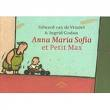 Edward van de Vendel
& Ingrid Godon
Anna Maria Sofia
et Petit Max